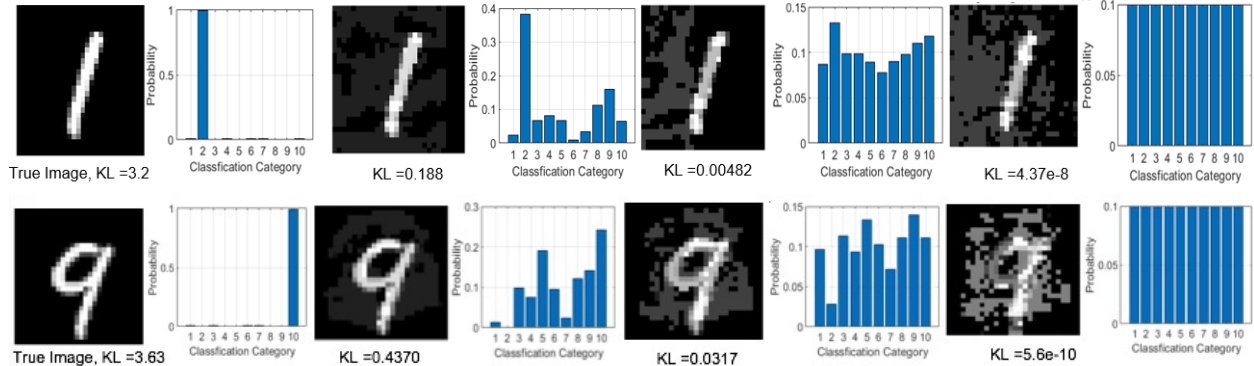 Probability
1
0.5
0
1 2 3 4 5 6 7 8 9 10
Classfication Category
True Image, KL =3.2
KL =0.188
Probability
0.4
0.3
0.2
0.1
0
1 2 3 4 5 6 7 8 9 10
Classfication Category
KL =0.00482
Probability
0.15
0.1
0.05
0
1 2 3 4 5 6 7 8 9 10
Classfication Category
KL =4.37e-8
Probability
0.1
0.05
0
1 2 3 4 5 6 7 8 9 10
Classfication Category
Probability
1
0.5
0
1 2 3 4 5 6 7 8 9 10
Classfication Category
True Image, KL =3.63
KL =0.4370
Probability
0.3
0.2
0.1
0
1 2 3 4 5 6 7 8 9 10
Classfication Category
KL =0.0317
Probability
0.15
0.1
0.05
0
1 2 3 4 5 6 7 8 9 10
Classfication Category
KL =5.6e-10
Probability
0.1
0.05
0
1 2 3 4 5 6 7 8 9 10
Classfication Category